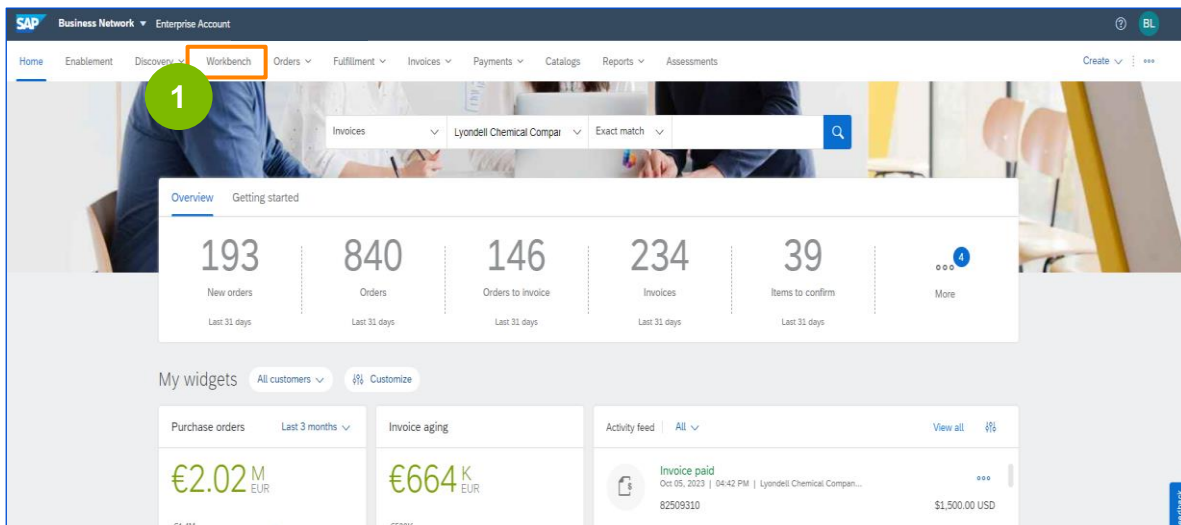 SAP Business Network Enterprise Account BL
Home Enablement Discovery Workbench Orders Fulfillment Invoices Payments Catalogs Reports Assessments Create
1
Invoices Lyondell Chemical Compar Exact match
Overview Getting started
193 840 146 234 39 4
New orders Orders Orders to invoice Invoices Items to confirm More
Last 31 days Last 31 days Last 31 days Last 31 days Last 31 days
My widgets All customers Customize
Purchase orders Last 3 months Invoice aging Activity feed All View all
€2.02 M EUR €664 K EUR
Invoice paid
Oct 05, 2023 | 04:42 PM | Lyondell Chemical Compan...
82509310 $1,500.00 USD